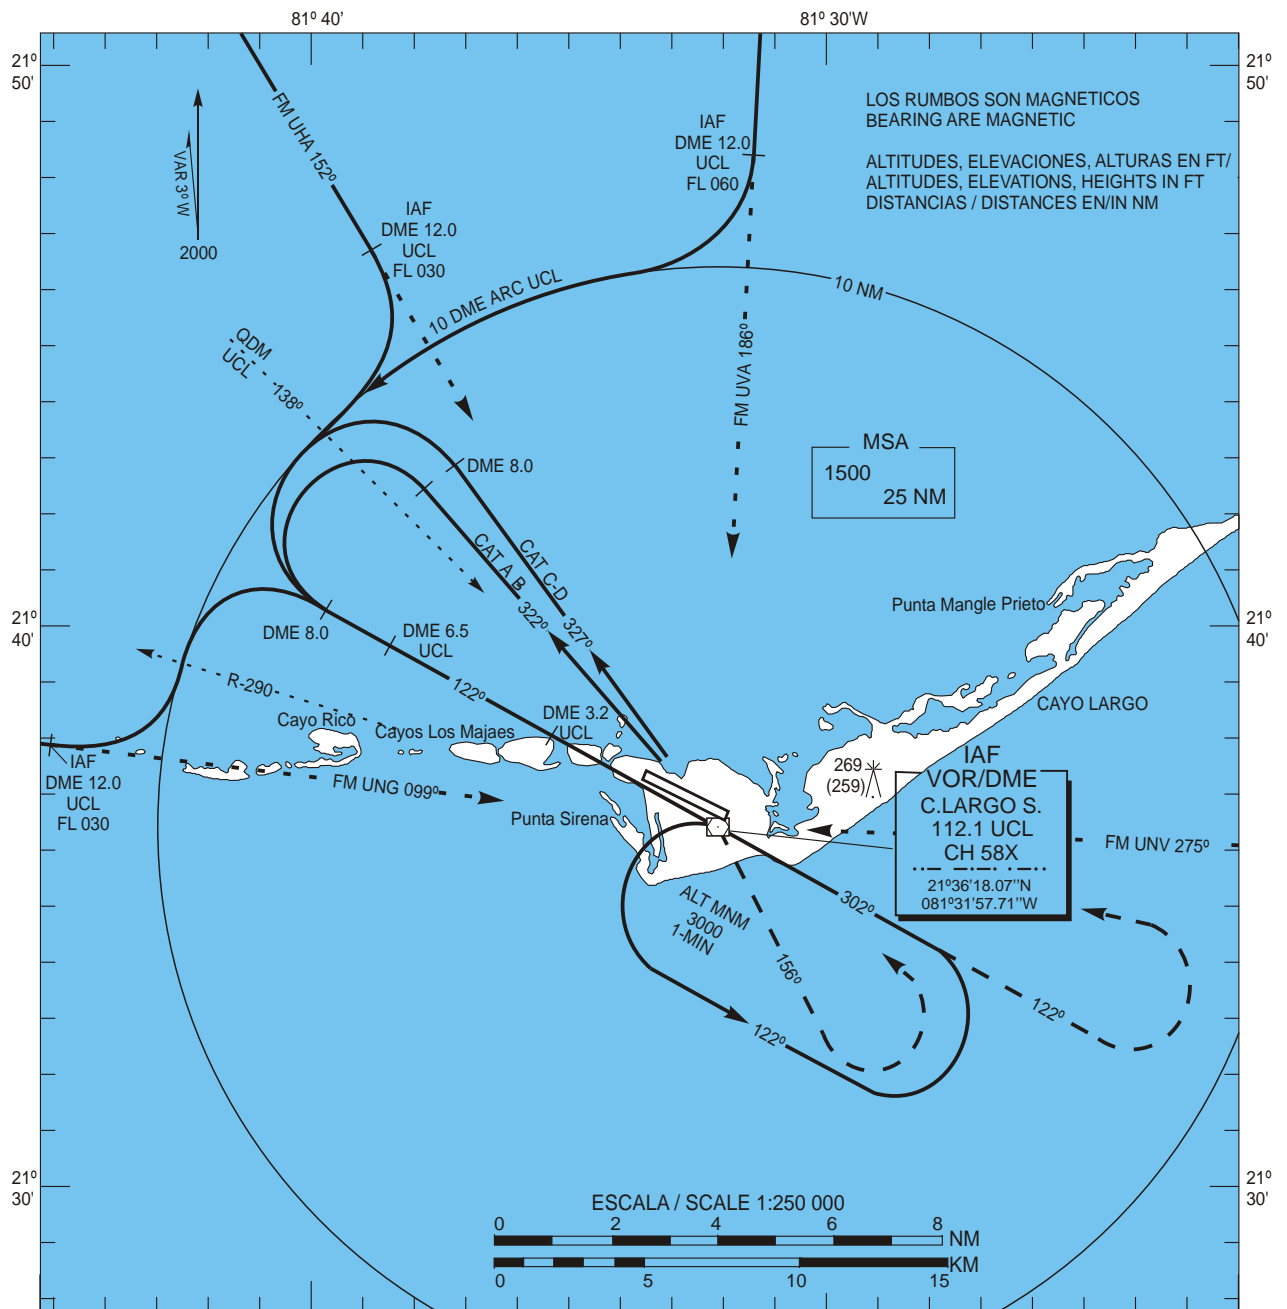 81º 40'
81º 30'W
21º
50'
21º
50'
LOS RUMBOS SON MAGNETICOS
BEARING ARE MAGNETIC
ALTITUDES, ELEVACIONES, ALTURAS EN FT/
ALTITUDES, ELEVATIONS, HEIGHTS IN FT
DISTANCIAS / DISTANCES EN/IN NM
VAR 3º W
2000
FM UHA 152º
IAF
DME 12.0
UCL
FL 060
IAF
DME 12.0
UCL
FL 030
10 DME ARC UCL
10 NM
QDM
UCL
138º
FM UVA 186º
MSA
1500
25 NM
DME 8.0
CAT A B
322º
CAT C-D
327º
Punta Mangle Prieto
21º
40'
21º
40'
DME 8.0
DME 6.5
UCL
122º
R-290
Cayo Rico
Cayos Los Majaes
DME 3.2
UCL
CAYO LARGO
IAF
DME 12.0
UCL
FL 030
FM UNG 099º
Punta Sirena
269
(259)
IAF
VOR/DME
C.LARGO S.
112.1 UCL
CH 58X
21º36'18.07"N
081º31'57.71"W
FM UNV 275º
ALT MNM
3000
1-MIN
302º
156º
122º
122º
21º
30'
21º
30'
ESCALA / SCALE 1:250 000
0 2 4 6 8
NM
KM
0 5 10 15